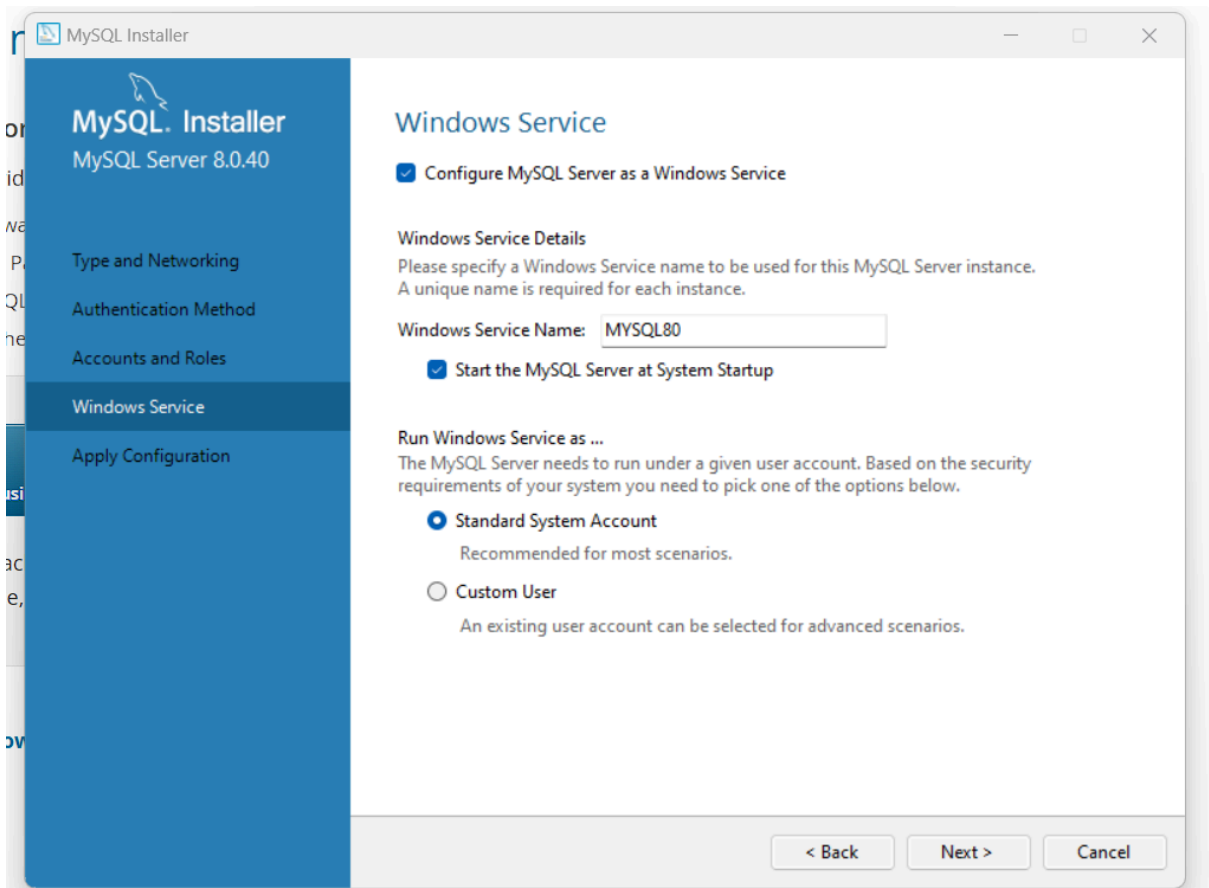 MySQL Installer
MySQL. Installer
MySQL Server 8.0.40
Type and Networking
Authentication Method
Accounts and Roles
Windows Service
Apply Configuration
Windows Service
Configure MySQL Server as a Windows Service
Windows Service Details
Please specify a Windows Service name to be used for this MySQL Server instance.
A unique name is required for each instance.
Windows Service Name: MYSQL80
Start the MySQL Server at System Startup
Run Windows Service as ...
The MySQL Server needs to run under a given user account. Based on the security
requirements of your system you need to pick one of the options below.
Standard System Account
Recommended for most scenarios.
Custom User
An existing user account can be selected for advanced scenarios.
< Back
Next >
Cancel